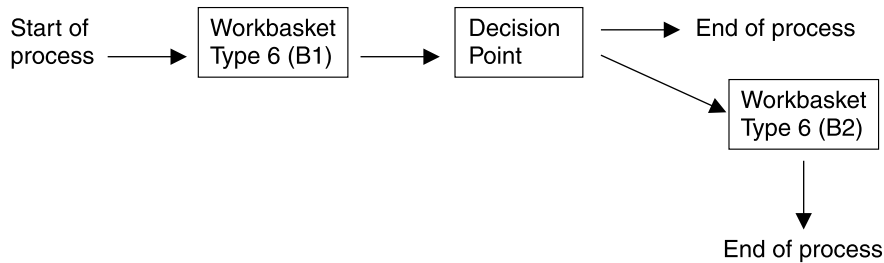 Start of
process
Workbasket
Type 6 (B1)
Decision
Point
End of process
Workbasket
Type 6 (B2)
End of process